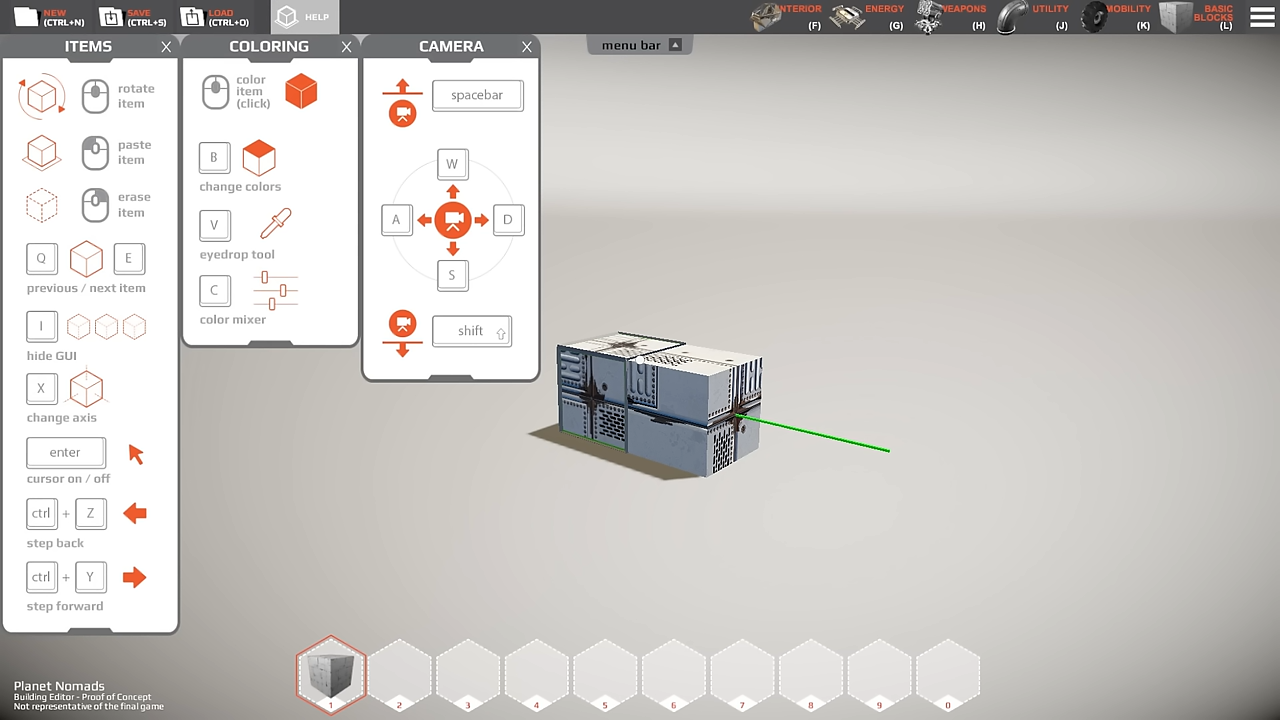 NEW
(CTRL+N)
SAVE
(CTRL+S)
LOAD
(CTRL+O)
HELP
INTERIOR
(F)
ENERGY
(G)
WEAPONS
(H)
UTILITY
(J)
MOBILITY
(K)
BASIC
BLOCKS
(L)
menu bar
ITEMS X
rotate
item
paste
item
erase
item
Q E
previous / next item
I
hide GUI
X
change axis
enter
cursor on / off
ctrl + Z
step back
ctrl + Y
step forward
COLORING X
color
item
(click)
B
change colors
V
eyedrop tool
C
color mixer
CAMERA X
spacebar
W
A D
S
shift
1 2 3 4 5 6 7 8 9 0
Planet Nomads
Building Editor - Proof of Concept
Not representative of the final game